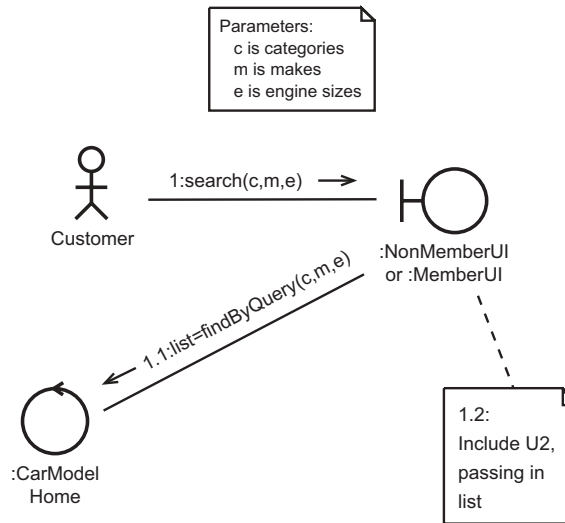 Parameters:
c is categories
m is makes
e is engine sizes
1:search(c,m,e)
Customer
:NonMemberUI
or :MemberUI
1.1:list=findByQuery(c,m,e)
:CarModel
Home
1.2:
Include U2,
passing in
list